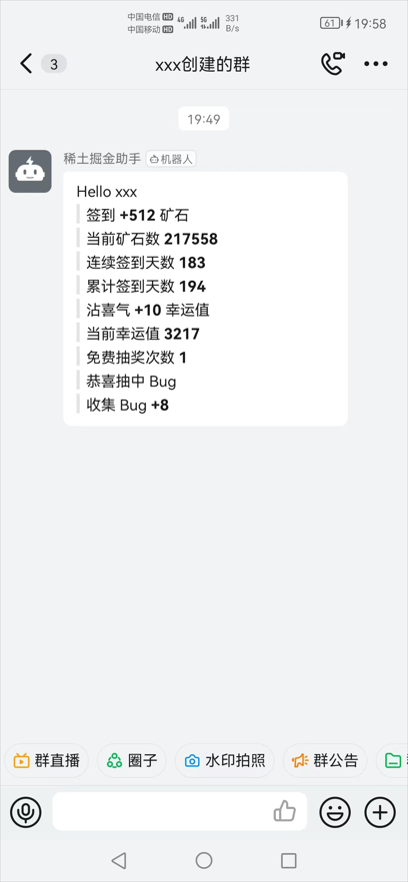 中国电信 HD 4G 5G 331
中国移动 HD B/s
61 19:58
3 xxx创建的群
19:49
稀土掘金助手 机器人
Hello xxx
签到 +512 矿石
当前矿石数 217558
连续签到天数 183
累计签到天数 194
沾喜气 +10 幸运值
当前幸运值 3217
免费抽奖次数 1
恭喜抽中 Bug
收集 Bug +8
群直播 圈子 水印拍照 群公告